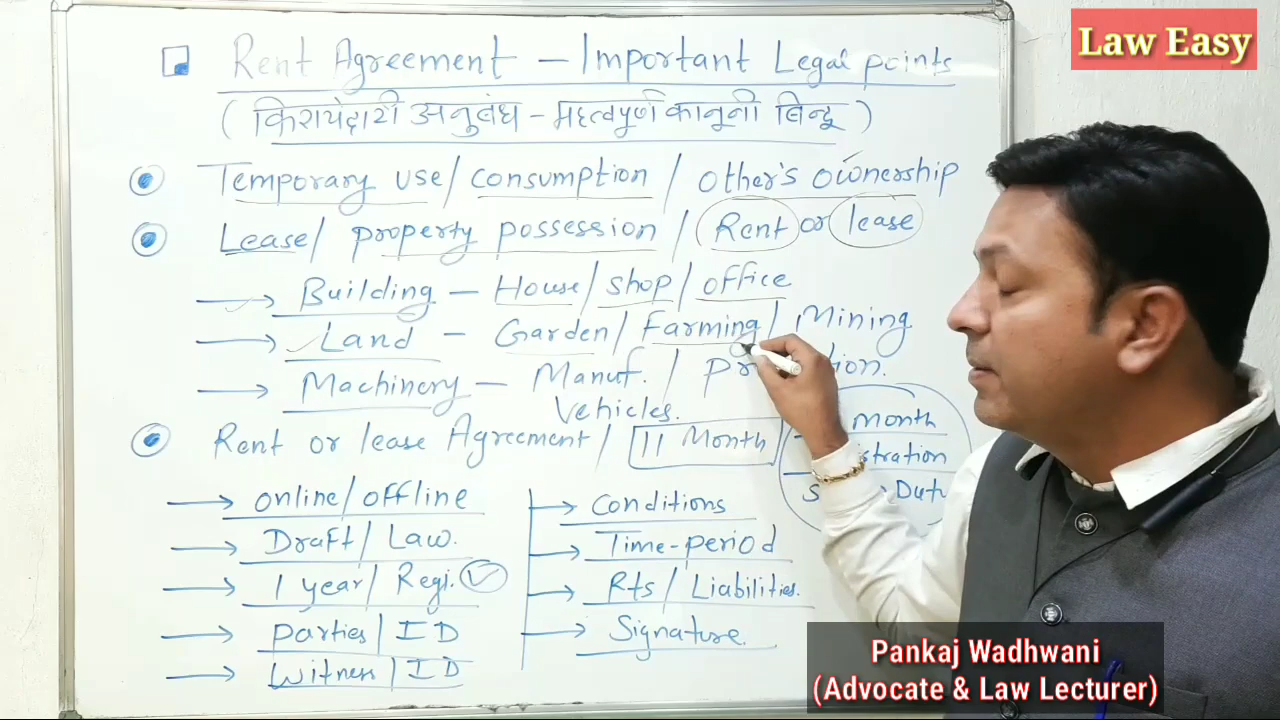 Law Easy
Rent Agreement – Important Legal points
(किरायेदारी अनुबंध – महत्वपूर्ण कानूनी बिन्दू)
Temporary use / consumption / other's ownership
Lease / property possession / Rent or lease
Building – House / shop / office
Land – Garden / Farming / Mining
Machinery – Manuf. /
Vehicles.
Rent or lease Agreement / 11 Month
month
Duty
online/offline
Draft / Law.
1 year / Regi.
parties / ID
Witness / ID
Conditions
Time-period
Rts / Liabilities.
Signature.
Pankaj Wadhwani
(Advocate & Law Lecturer)